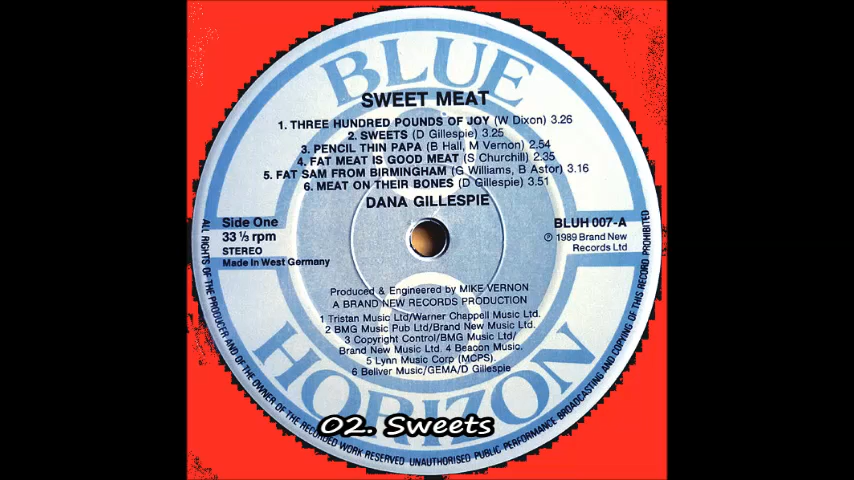 BLUE
SWEET MEAT
1. THREE HUNDRED POUNDS OF JOY (W Dixon) 3.26
2. SWEETS (D Gillespie) 3.25
3. PENCIL THIN PAPA (B Hall, M Vernon) 2.54
4. FAT MEAT IS GOOD MEAT (S Churchill) 2.35
5. FAT SAM FROM BIRMINGHAM (G Williams, B Astor) 3.16
6. MEAT ON THEIR BONES (D Gillespie) 3.51
DANA GILLESPIE
Side One
33 ⅓ rpm
STEREO
Made In West Germany
BLUH 007-A
℗ 1989 Brand New
Records Ltd
Produced & Engineered by MIKE VERNON
A BRAND NEW RECORDS PRODUCTION
1 Tristan Music Ltd/Warner Chappell Music Ltd.
2 BMG Music Pub Ltd/Brand New Music Ltd.
3 Copyright Control/BMG Music Ltd/
Brand New Music Ltd. 4 Beacon Music.
5 Lynn Music Corp (MCPS).
6 Bellver Music/GEMA/D Gillespie
HORIZON
ALL RIGHTS OF THE PRODUCER AND OF THE OWNER OF THE RECORDED WORK RESERVED UNAUTHORISED PUBLIC PERFORMANCE BROADCASTING AND COPYING OF THIS RECORD PROHIBITED
02. Sweets